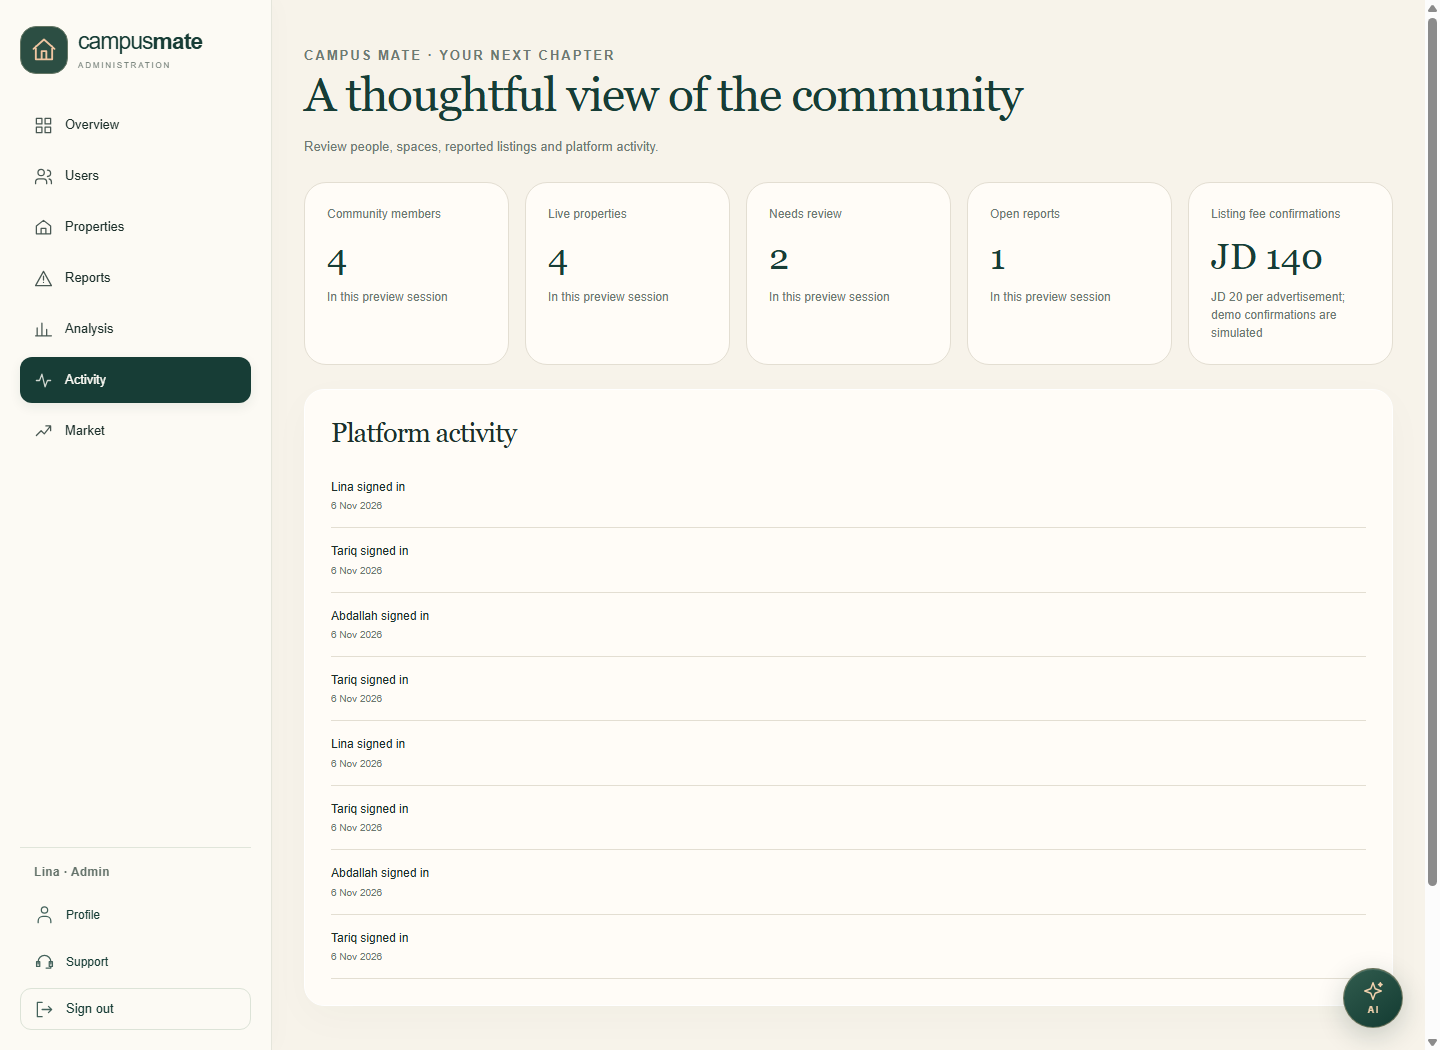 campusmate
ADMINISTRATION
Overview
Users
Properties
Reports
Analysis
Activity
Market
Lina · Admin
Profile
Support
Sign out
CAMPUS MATE · YOUR NEXT CHAPTER
A thoughtful view of the community
Review people, spaces, reported listings and platform activity.
Community members
4
In this preview session
Live properties
4
In this preview session
Needs review
2
In this preview session
Open reports
1
In this preview session
Listing fee confirmations
JD 140
JD 20 per advertisement;
demo confirmations are
simulated
Platform activity
Lina signed in
6 Nov 2026
Tariq signed in
6 Nov 2026
Abdallah signed in
6 Nov 2026
Tariq signed in
6 Nov 2026
Lina signed in
6 Nov 2026
Tariq signed in
6 Nov 2026
Abdallah signed in
6 Nov 2026
Tariq signed in
6 Nov 2026
AI